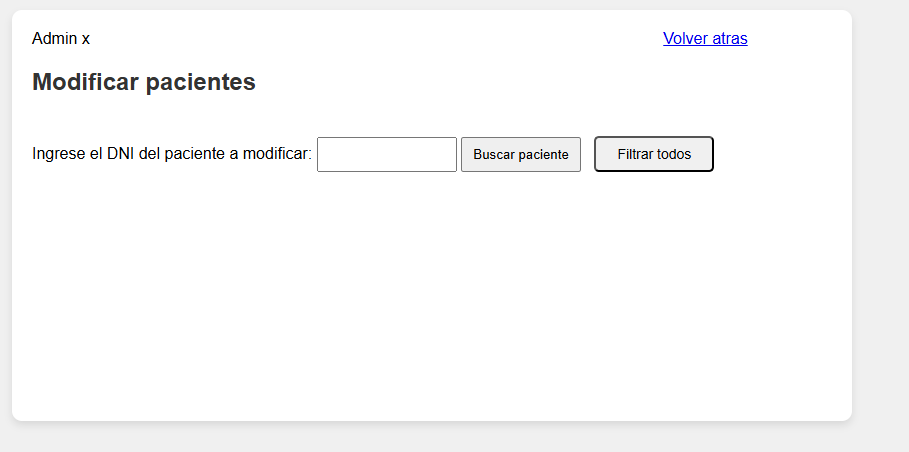 Admin x Volver atras
Modificar pacientes
Ingrese el DNI del paciente a modificar: Buscar paciente Filtrar todos